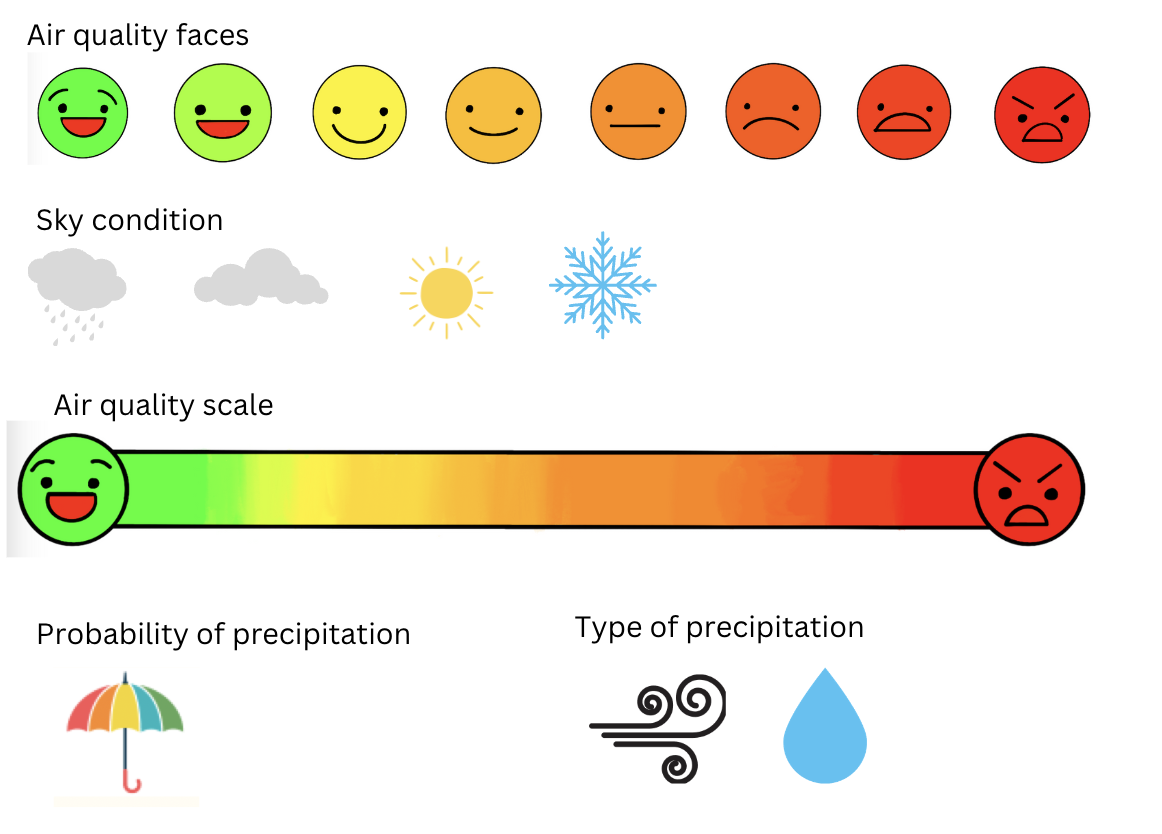 Air quality faces
Sky condition
Air quality scale
Probability of precipitation
Type of precipitation